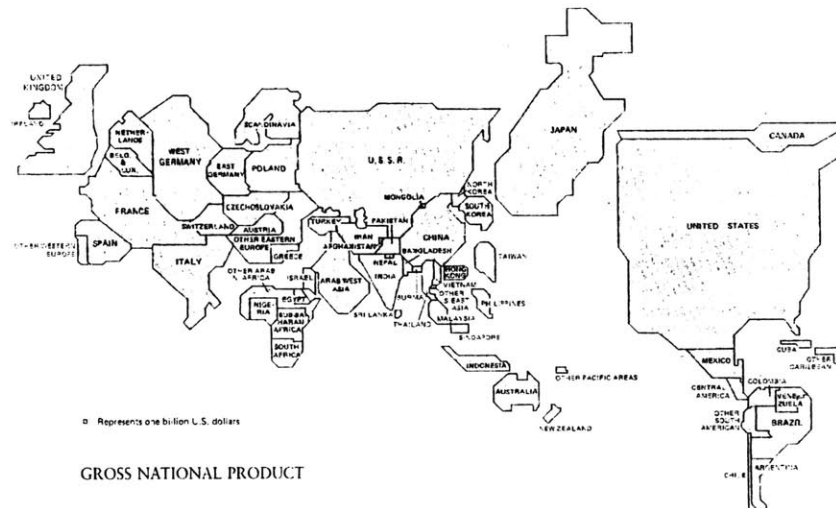 UNITED
KINGDOM
IRELAND
NETHER-
LANDS
BELG. &
LUX.
WEST
GERMANY
SCANDINAVIA
EAST
GERMANY
POLAND
U.S.S.R.
JAPAN
CANADA
FRANCE
CZECHOSLOVAKIA
SWITZERLAND
AUSTRIA
MONGOLIA
NORTH
KOREA
SOUTH
KOREA
UNITED STATES
OTHER WESTERN
EUROPE
SPAIN
ITALY
OTHER EASTERN
EUROPE
GREECE
TURKEY
IRAN
PAKISTAN
AFGHANISTAN
CHINA
BANGLADESH
NEPAL
INDIA
TAIWAN
OTHER ARAB
N AFRICA
ISRAEL
EGYPT
ARAB WEST
ASIA
HONG
KONG
VIETNAM
OTHER
S EAST
ASIA
PHILIPPINES
NIGE-
RIA
SUB-SA-
HARAN
AFRICA
SOUTH
AFRICA
SRI LANKA
BURMA
THAILAND
MALAYSIA
SINGAPORE
INDONESIA
OTHER PACIFIC AREAS
AUSTRALIA
NEW ZEALAND
MEXICO
CUBA
OTHER
CARIBBEAN
CENTRAL
AMERICA
COLOMBIA
VENE-
ZUELA
OTHER
SOUTH
AMERICAN
BRAZIL
CHILE
ARGENTINA
Represents one billion U.S. dollars
GROSS NATIONAL PRODUCT